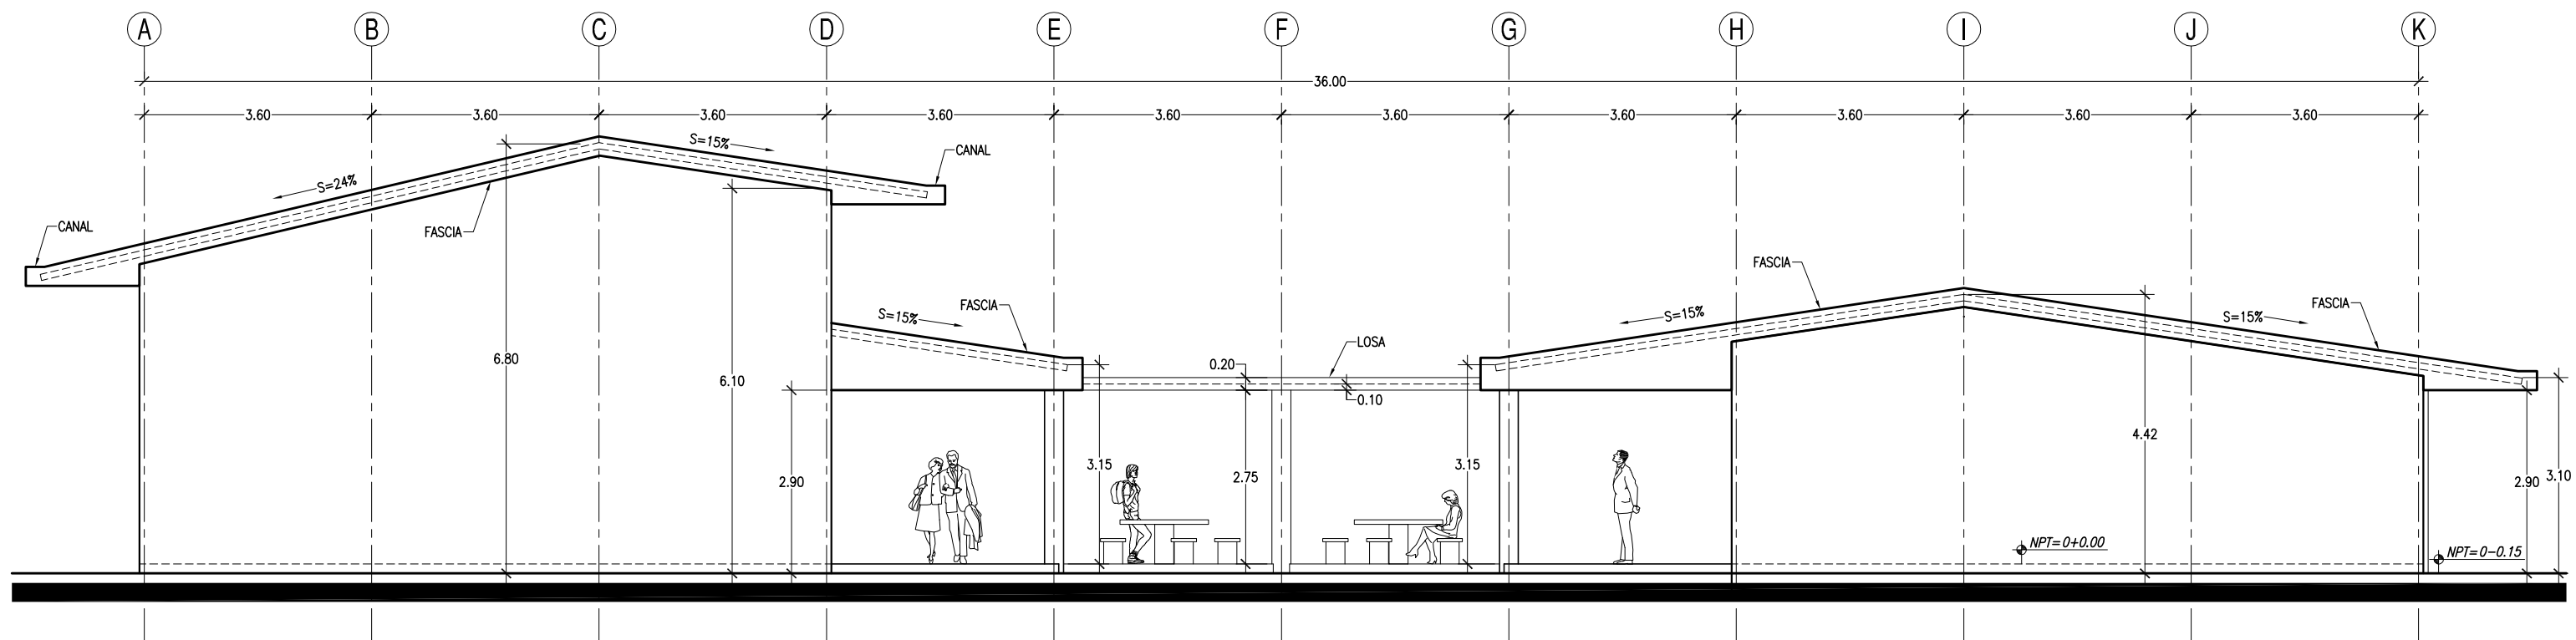 A B C D E F G H I J K
36.00
3.60 3.60 3.60 3.60 3.60 3.60 3.60 3.60 3.60 3.60
S=15%
CANAL
S=24%
FASCIA
CANAL
FASCIA
FASCIA
FASCIA
S=15%
S=15%
S=15%
LOSA
6.80
0.20
6.10
0.10
4.42
3.15
3.15
2.90
2.75
2.90
3.10
NPT=0+0.00
NPT=0-0.15